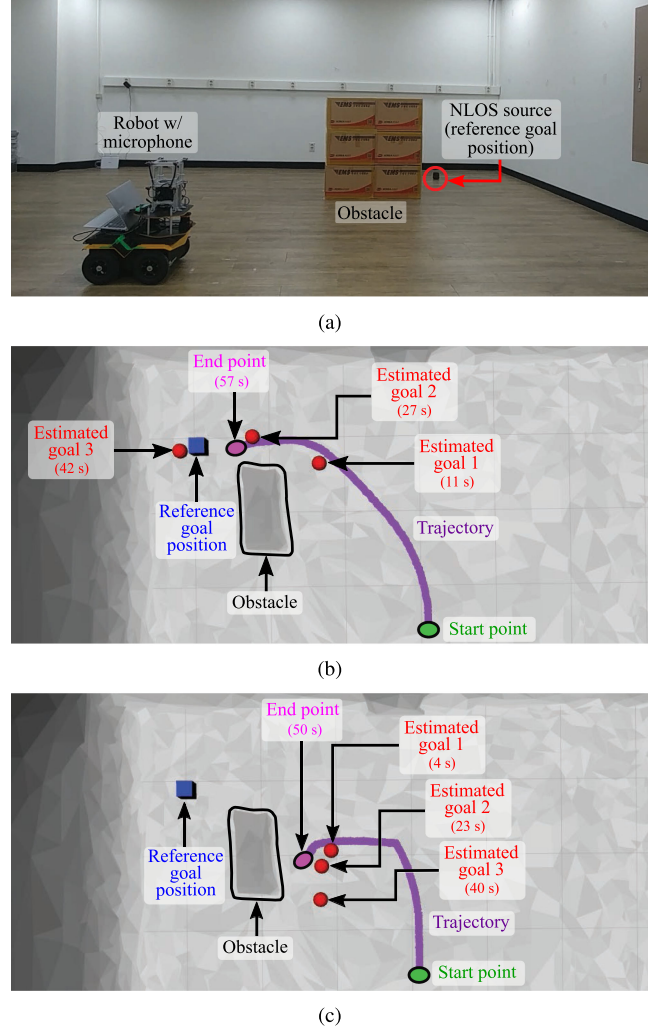 Robot w/
microphone
NLOS source
(reference goal
position)
Obstacle
(a)
End point
(57 s)
Estimated
goal 2
(27 s)
Estimated
goal 3
(42 s)
Estimated
goal 1
(11 s)
Reference
goal
position
Trajectory
Obstacle
Start point
(b)
End point
(50 s)
Estimated
goal 1
(4 s)
Estimated
goal 2
(23 s)
Reference
goal
position
Estimated
goal 3
(40 s)
Obstacle
Trajectory
Start point
(c)